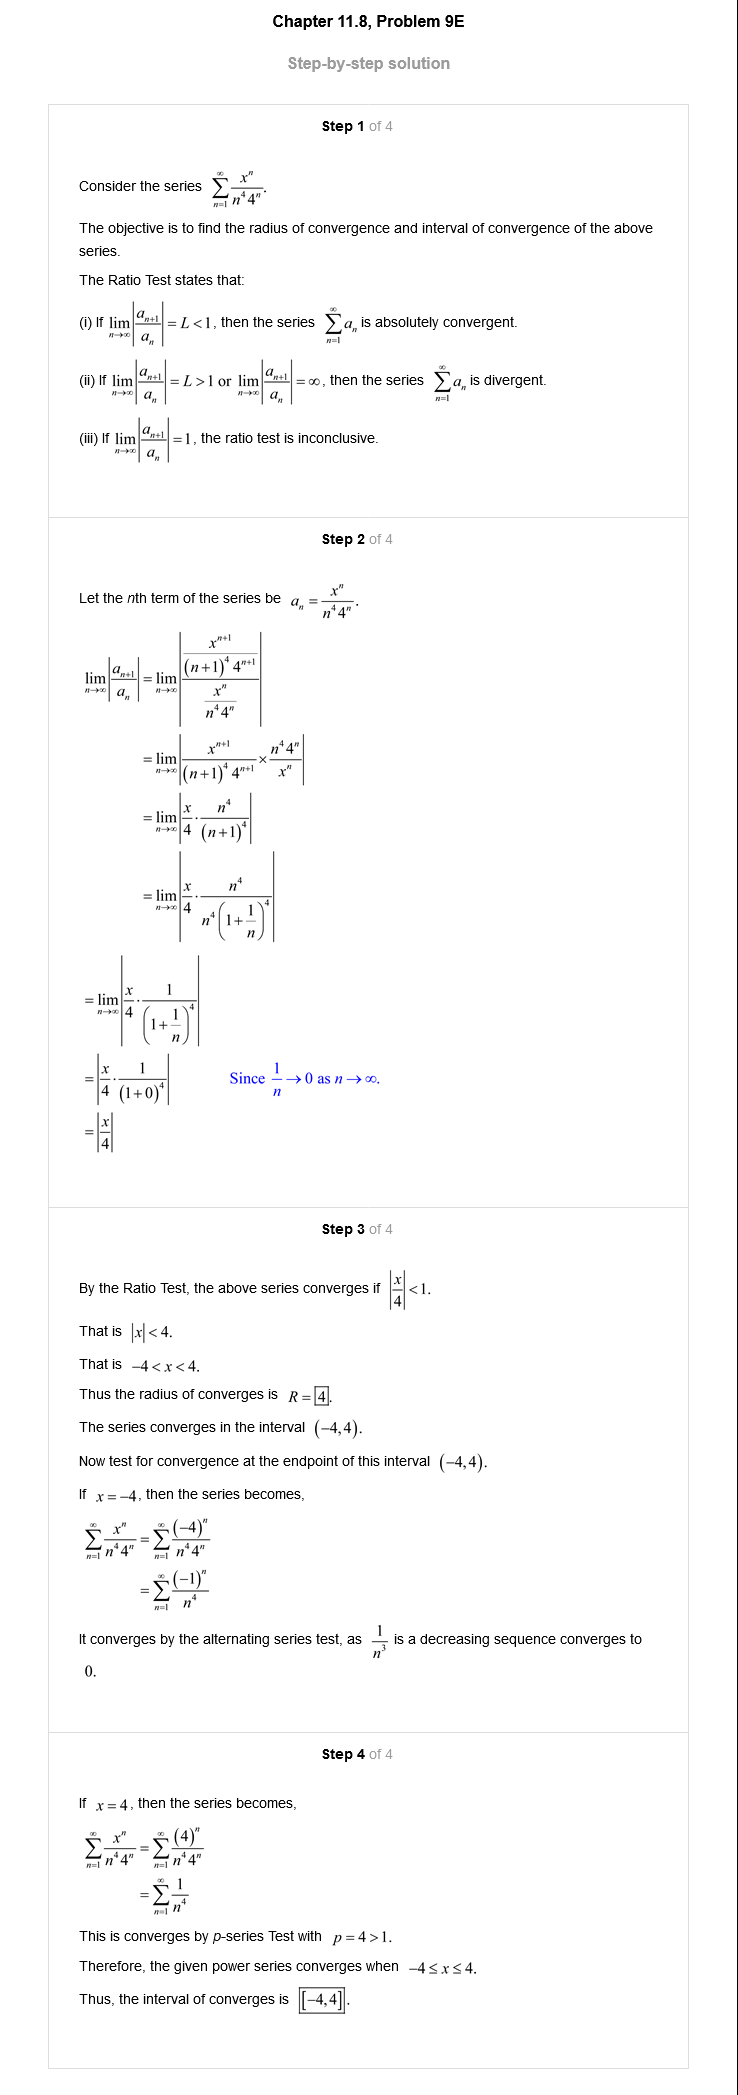 Chapter 11.8, Problem 9E
Step-by-step solution
Step 1 of 4
Consider the series $\sum_{n=1}^{\infty} \frac{x^n}{n^4 4^n}$.
The objective is to find the radius of convergence and interval of convergence of the above
series.
The Ratio Test states that:
(i) If $\lim_{n\to\infty} \left|\frac{a_{n+1}}{a_n}\right| = L < 1$, then the series $\sum_{n=1}^{\infty} a_n$ is absolutely convergent.
(ii) If $\lim_{n\to\infty} \left|\frac{a_{n+1}}{a_n}\right| = L > 1$ or $\lim_{n\to\infty} \left|\frac{a_{n+1}}{a_n}\right| = \infty$, then the series $\sum_{n=1}^{\infty} a_n$ is divergent.
(iii) If $\lim_{n\to\infty} \left|\frac{a_{n+1}}{a_n}\right| = 1$, the ratio test is inconclusive.
Step 2 of 4
Let the nth term of the series be $a_n = \frac{x^n}{n^4 4^n}$.
$\lim_{n\to\infty} \left|\frac{a_{n+1}}{a_n}\right| = \lim_{n\to\infty} \left|\frac{\frac{x^{n+1}}{(n+1)^4 4^{n+1}}}{\frac{x^n}{n^4 4^n}}\right|$
$= \lim_{n\to\infty} \left|\frac{x^{n+1}}{(n+1)^4 4^{n+1}} \times \frac{n^4 4^n}{x^n}\right|$
$= \lim_{n\to\infty} \left|\frac{x}{4} \cdot \frac{n^4}{(n+1)^4}\right|$
$= \lim_{n\to\infty} \left|\frac{x}{4} \cdot \frac{n^4}{n^4\left(1+\frac{1}{n}\right)^4}\right|$
$= \lim_{n\to\infty} \left|\frac{x}{4} \cdot \frac{1}{\left(1+\frac{1}{n}\right)^4}\right|$
$= \left|\frac{x}{4} \cdot \frac{1}{(1+0)^4}\right|$ Since $\frac{1}{n} \to 0$ as $n \to \infty$.
$= \left|\frac{x}{4}\right|$
Step 3 of 4
By the Ratio Test, the above series converges if $\left|\frac{x}{4}\right| < 1$.
That is $|x| < 4$.
That is $-4 < x < 4$.
Thus the radius of converges is $R = \boxed{4}$.
The series converges in the interval $(-4,4)$.
Now test for convergence at the endpoint of this interval $(-4,4)$.
If $x = -4$, then the series becomes,
$\sum_{n=1}^{\infty} \frac{x^n}{n^4 4^n} = \sum_{n=1}^{\infty} \frac{(-4)^n}{n^4 4^n}$
$= \sum_{n=1}^{\infty} \frac{(-1)^n}{n^4}$
It converges by the alternating series test, as $\frac{1}{n^3}$ is a decreasing sequence converges to
0.
Step 4 of 4
If $x = 4$, then the series becomes,
$\sum_{n=1}^{\infty} \frac{x^n}{n^4 4^n} = \sum_{n=1}^{\infty} \frac{(4)^n}{n^4 4^n}$
$= \sum_{n=1}^{\infty} \frac{1}{n^4}$
This is converges by p-series Test with $p = 4 > 1$.
Therefore, the given power series converges when $-4 \le x \le 4$.
Thus, the interval of converges is $\boxed{[-4,4]}$.